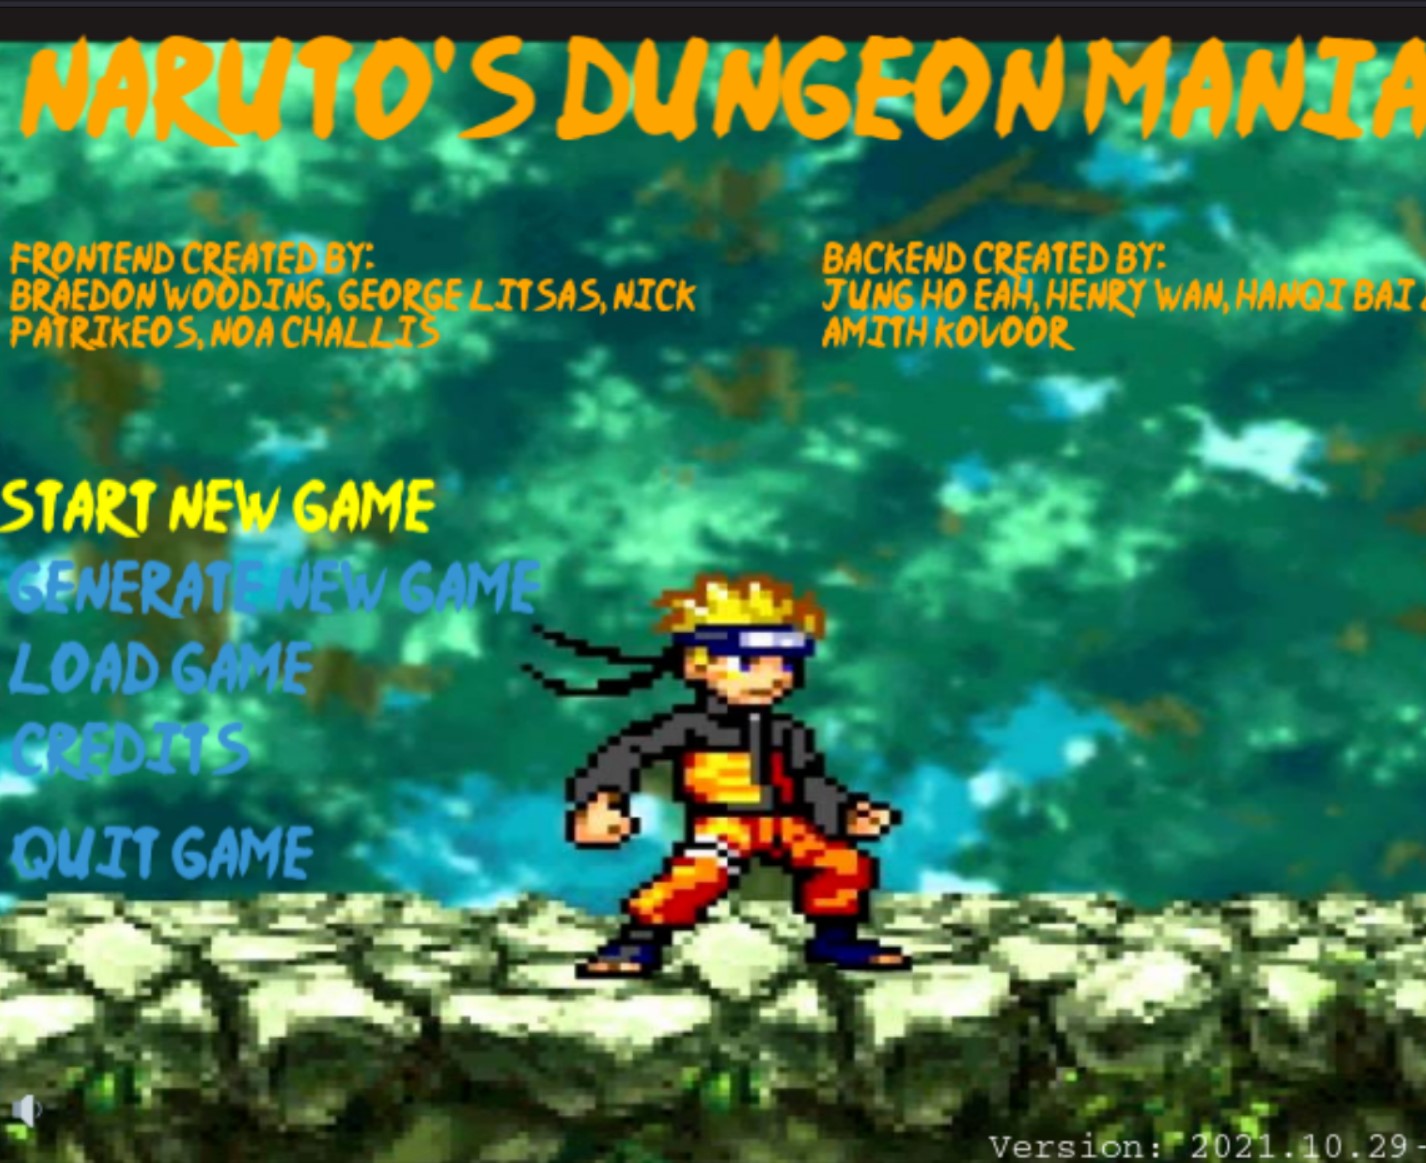 NARUTO'S DUNGEON MANIA
FRONTEND CREATED BY:
BRAEDON WOODING, GEORGE LITSAS, NICK
PATRIKEOS, NOA CHALLIS
BACKEND CREATED BY:
JUNG HO EAH, HENRY WAN, HANQI BAI,
AMITH KOVOOR
START NEW GAME
GENERATE NEW GAME
LOAD GAME
CREDITS
QUIT GAME
Version: 2021.10.29-